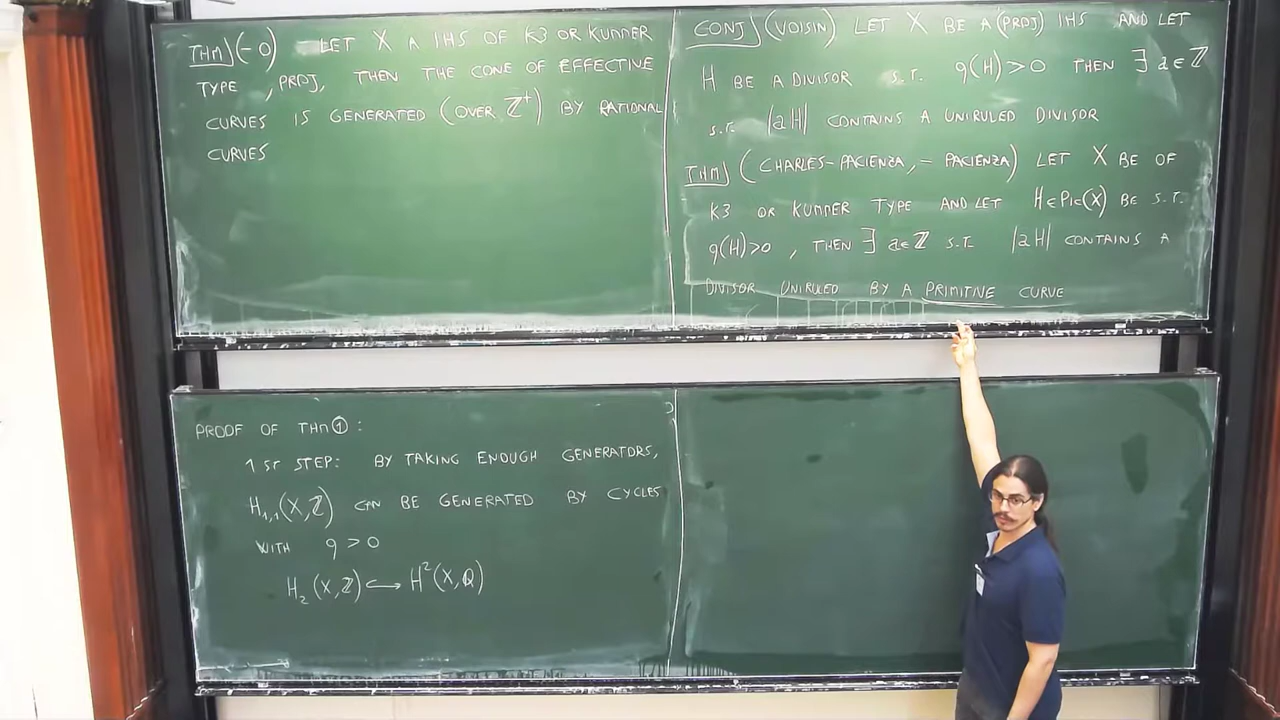 THM) (-O) LET X A IHS OF K3 OR KUMMER
TYPE, PROJ, THEN THE CONE OF EFFECTIVE
CURVES IS GENERATED (OVER ℤ⁺) BY RATIONAL
CURVES
CONJ) (VOISIN) LET X BE A (PROJ) IHS AND LET
H BE A DIVISOR S.T. q(H)>0 THEN ∃ a∈ℤ
S.T. |aH| CONTAINS A UNIRULED DIVISOR
THM) (CHARLES-PACIENZA, - PACIENZA) LET X BE OF
K3 OR KUMMER TYPE AND LET H∈Pic(X) BE S.T.
q(H)>0, THEN ∃ a∈ℤ S.T. |aH| CONTAINS A
DIVISOR UNIRULED BY A PRIMITIVE CURVE
PROOF OF THM ①:
1ST STEP: BY TAKING ENOUGH GENERATORS,
H₁,₁(X,ℤ) CAN BE GENERATED BY CYCLES
WITH q > 0
H₂(X,ℤ) ↪ H²(X,ℚ)